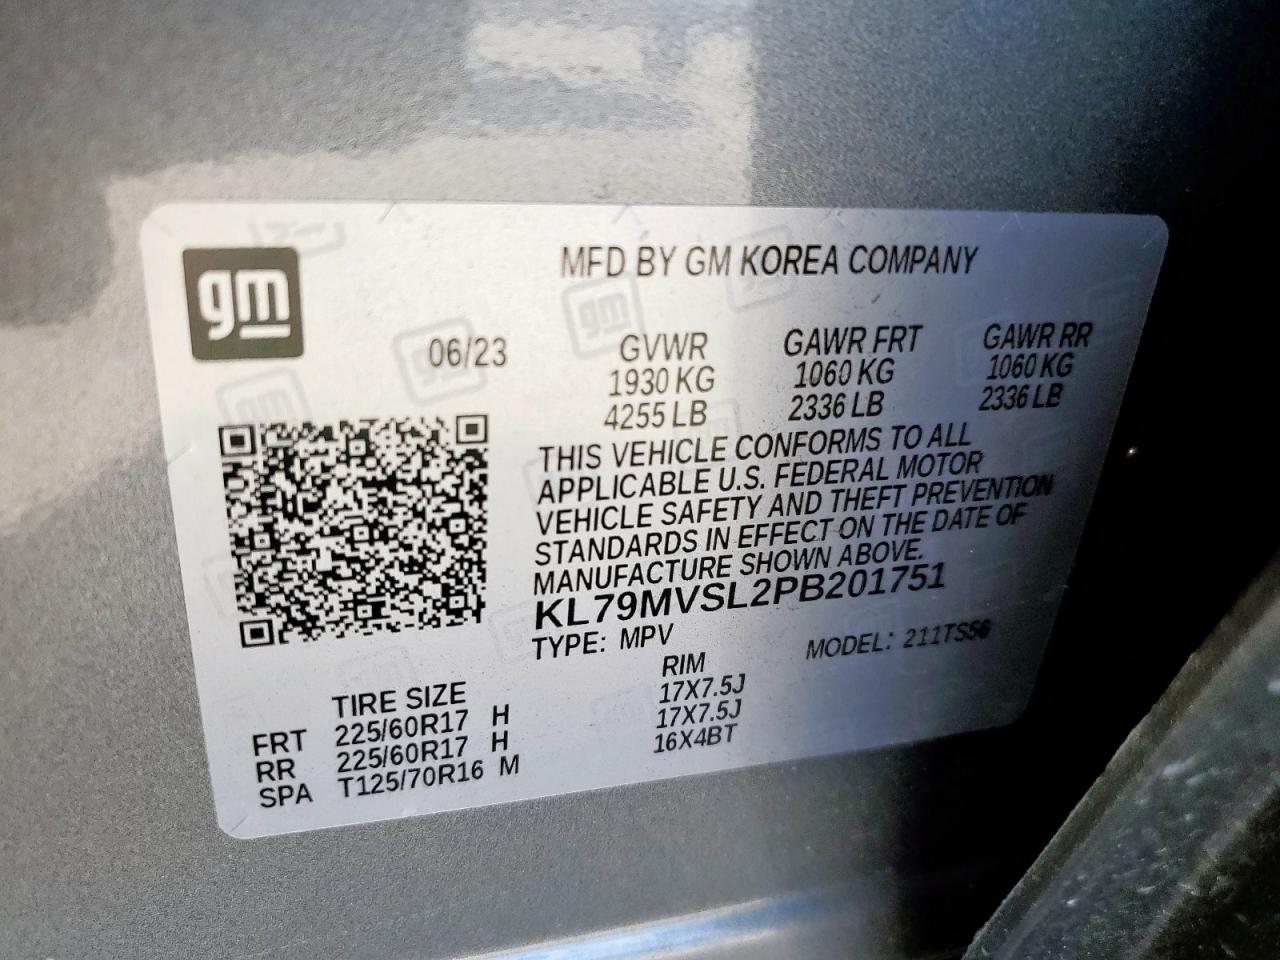 gm
MFD BY GM KOREA COMPANY
06/23
GVWR GAWR FRT GAWR RR
1930 KG 1060 KG 1060 KG
4255 LB 2336 LB 2336 LB
THIS VEHICLE CONFORMS TO ALL
APPLICABLE U.S. FEDERAL MOTOR
VEHICLE SAFETY AND THEFT PREVENTION
STANDARDS IN EFFECT ON THE DATE OF
MANUFACTURE SHOWN ABOVE.
KL79MVSL2PB201751
TYPE: MPV MODEL: 211TS56
TIRE SIZE RIM
FRT 225/60R17 H 17X7.5J
RR 225/60R17 H 17X7.5J
SPA T125/70R16 M 16X4BT